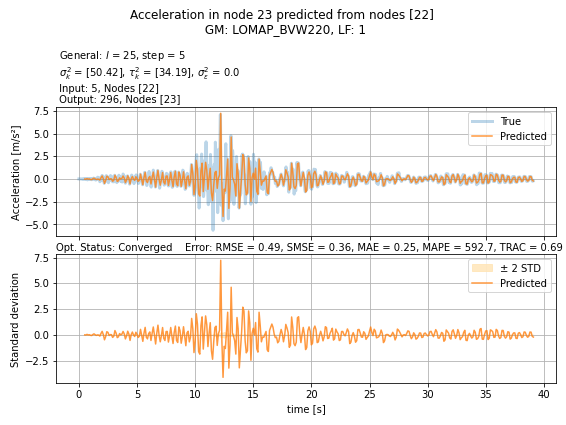 Acceleration in node 23 predicted from nodes [22]
GM: LOMAP_BVW220, LF: 1
General: l = 25, step = 5
σ²ₖ = [50.42], τ²ₖ = [34.19], σ²ε = 0.0
Input: 5, Nodes [22]
Output: 296, Nodes [23]
Acceleration [m/s²]
7.5
5.0
2.5
0.0
−2.5
−5.0
True
Predicted
Opt. Status: Converged Error: RMSE = 0.49, SMSE = 0.36, MAE = 0.25, MAPE = 592.7, TRAC = 0.69
Standard deviation
7.5
5.0
2.5
0.0
−2.5
± 2 STD
Predicted
0 5 10 15 20 25 30 35 40
time [s]